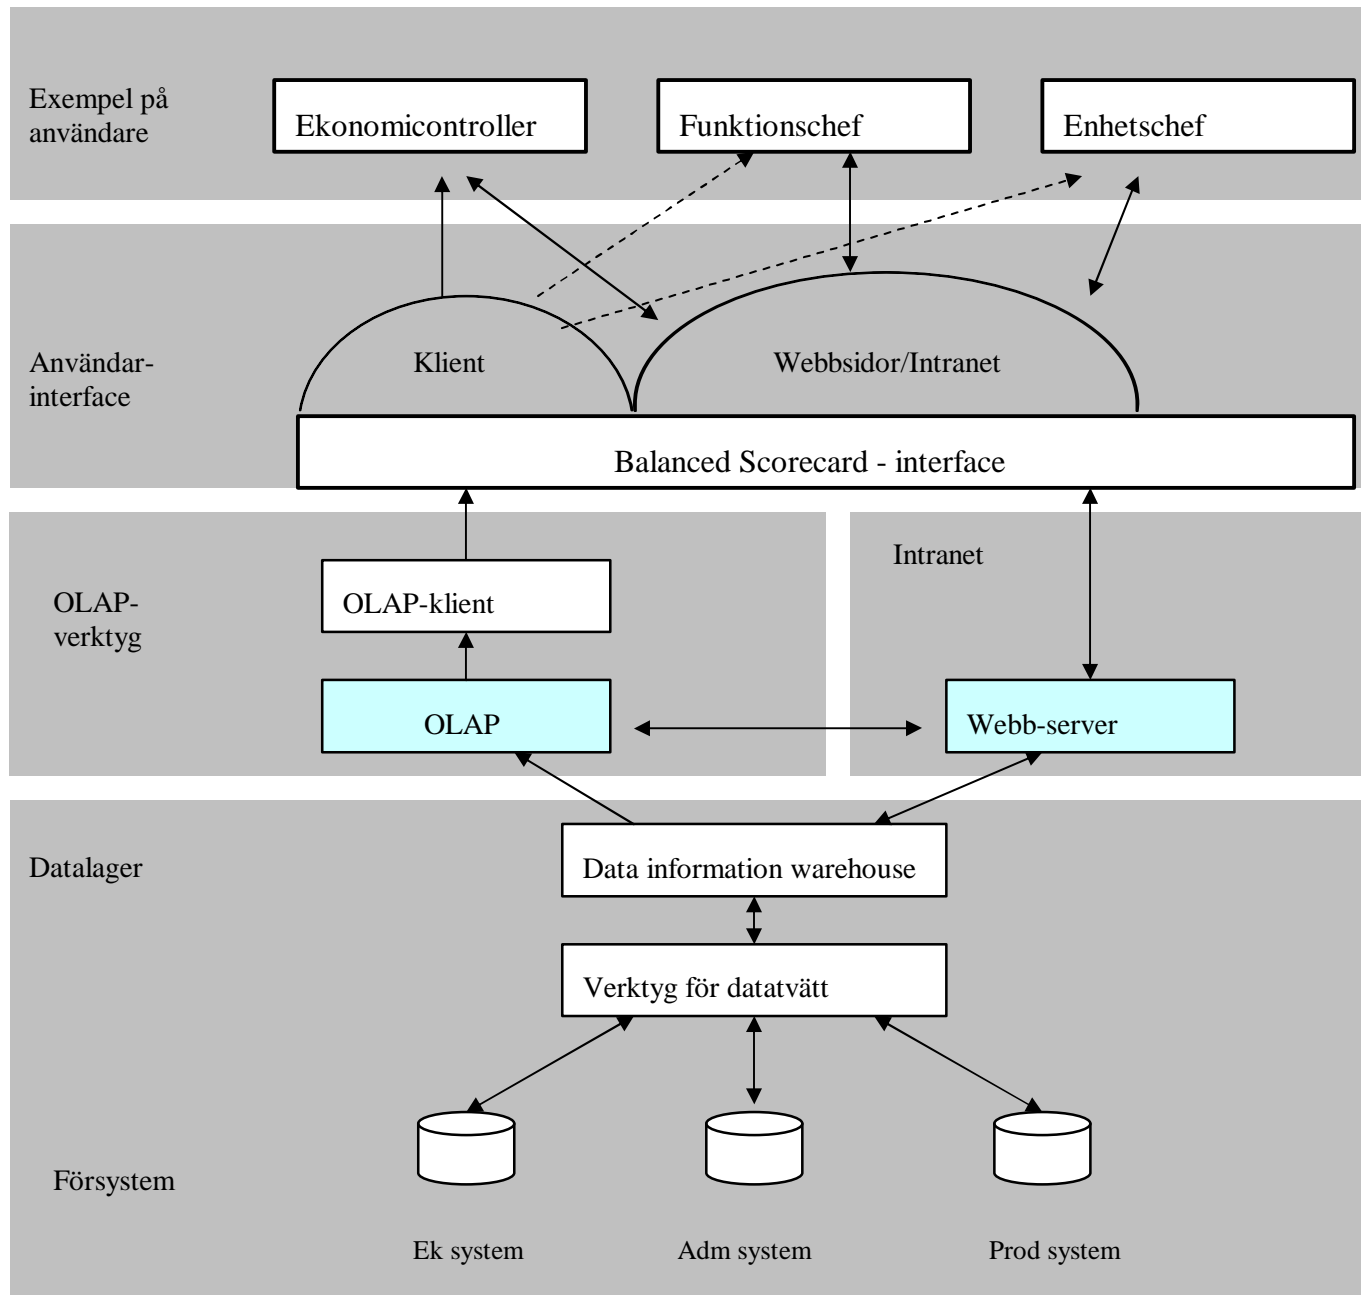 Exempel på
användare
Ekonomicontroller
Funktionschef
Enhetschef
Användar-
interface
Klient
Webbsidor/Intranet
Balanced Scorecard - interface
OLAP-
verktyg
OLAP-klient
OLAP
Intranet
Webb-server
Datalager
Data information warehouse
Verktyg för datatvätt
Försystem
Ek system
Adm system
Prod system